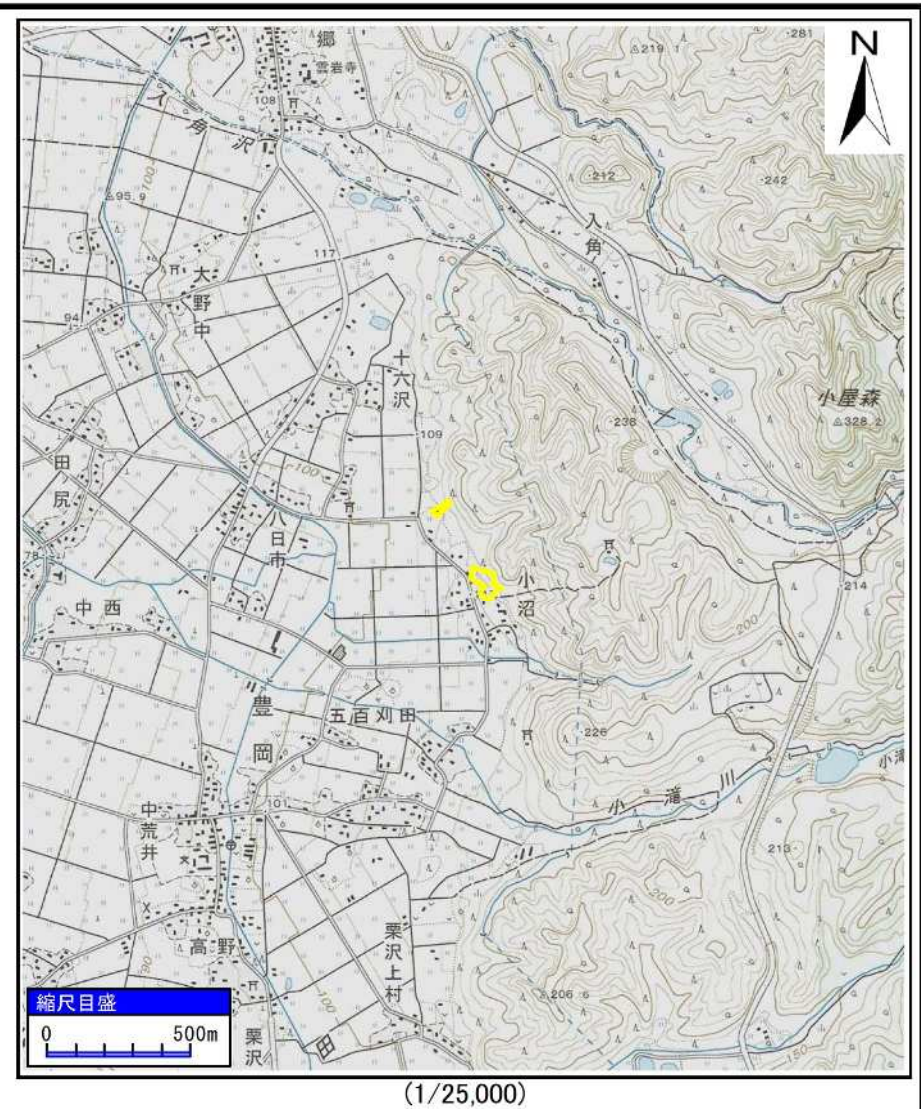 郷
雲岩寺
△219.1
・281
N
108
入角沢
100
△95.9
・212
・242
入角
117
大野中
94
十六沢
小屋森
△328.2
・238
109
田尻
100
八日市
78
小沼
214
中西
200
豊岡
五百刈田
226
小滝川
小滝
中荒井
101
213
200
栗沢上村
高野
90
△206.6
100
田
栗沢
150
縮尺目盛
0 500m
(1/25,000)